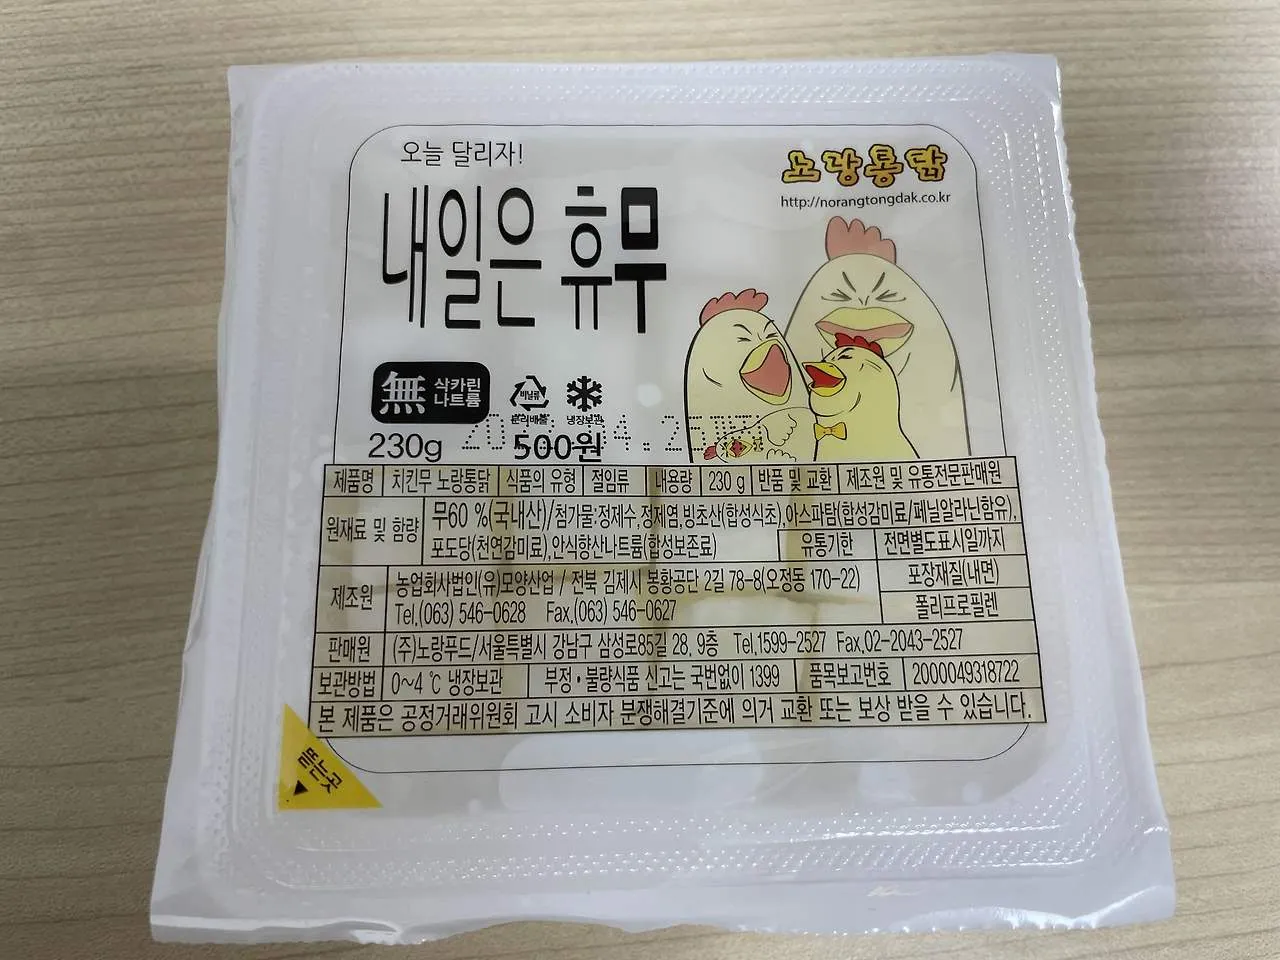 오늘 달리자!
내일은 휴무
노랑통닭
http://norangtongdak.co.kr
無 삭카린 나트륨
비닐류
분리배출 냉장보관
230g 500원
제품명 치킨무 노랑통닭 식품의 유형 절임류 내용량 230 g 반품 및 교환 제조원 및 유통전문판매원
원재료 및 함량 무60 %(국내산)/첨가물:정제수,정제염,빙초산(합성식초),아스파탐(합성감미료/페닐알라닌함유),
포도당(천연감미료),안식향산나트륨(합성보존료) 유통기한 전면별도표시일까지
제조원 농업회사법인(유)모양산업 / 전북 김제시 봉황공단 2길 78-8(오정동 170-22) 포장재질(내면)
Tel.(063) 546-0628 Fax.(063) 546-0627 폴리프로필렌
판매원 (주)노랑푸드/서울특별시 강남구 삼성로85길 28, 9층 Tel.1599-2527 Fax.02-2043-2527
보관방법 0~4 ℃ 냉장보관 부정·불량식품 신고는 국번없이 1399 품목보고번호 2000049318722
본 제품은 공정거래위원회 고시 소비자 분쟁해결기준에 의거 교환 또는 보상 받을 수 있습니다.
뜯는곳